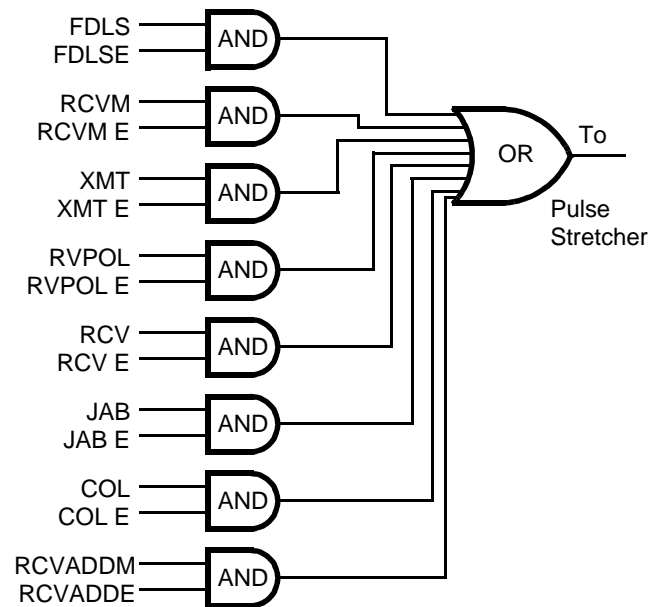 FDLS
FDLSE
AND
RCVM
RCVM E
AND
XMT
XMT E
AND
RVPOL
RVPOL E
AND
RCV
RCV E
AND
JAB
JAB E
AND
COL
COL E
AND
RCVADDM
RCVADDE
AND
OR
To
Pulse
Stretcher